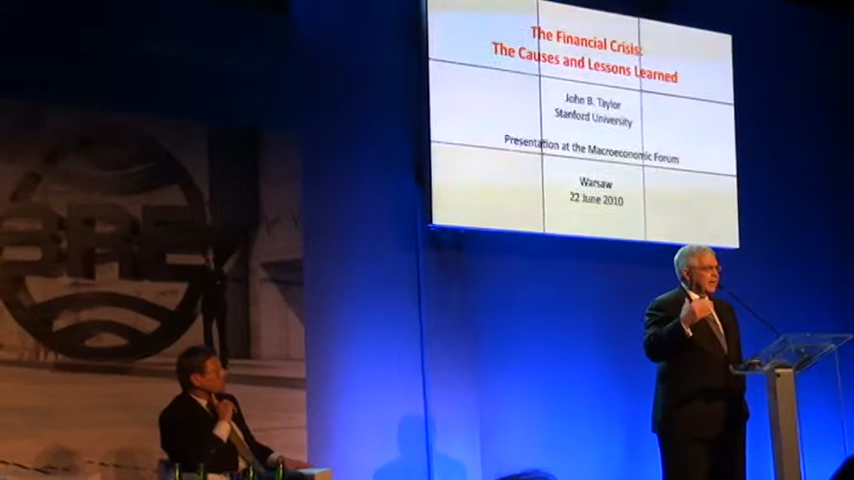 The Financial Crisis:
The Causes and Lessons Learned
John B. Taylor
Stanford University
Presentation at the Macroeconomic Forum
Warsaw
22 June 2010
BRE